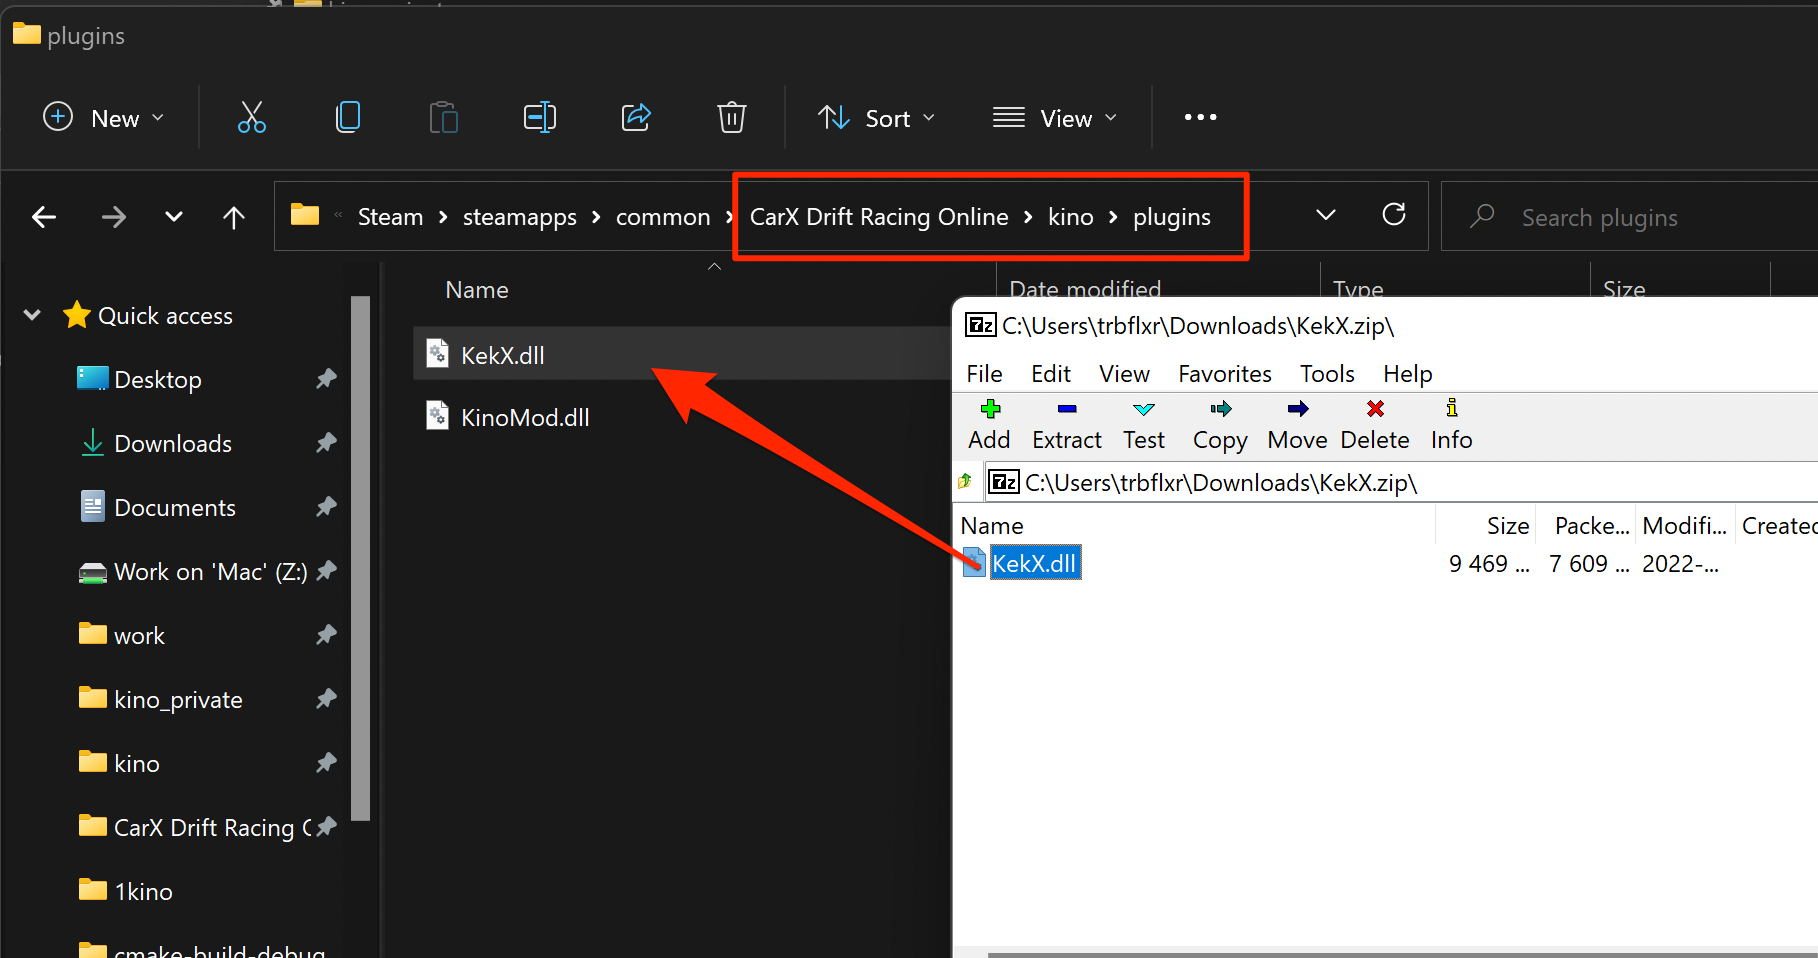 plugins
New
Sort
View
« Steam > steamapps > common > CarX Drift Racing Online > kino > plugins
Search plugins
Name
Date modified
Type
Size
Quick access
Desktop
Downloads
Documents
Work on 'Mac' (Z:)
work
kino_private
kino
CarX Drift Racing
1kino
cmake-build-debug
KekX.dll
KinoMod.dll
7z C:\Users\trbflxr\Downloads\KekX.zip\
File Edit View Favorites Tools Help
Add Extract Test Copy Move Delete Info
7z C:\Users\trbflxr\Downloads\KekX.zip\
Name Size Packe... Modifi... Created
KekX.dll 9 469 ... 7 609 ... 2022-...